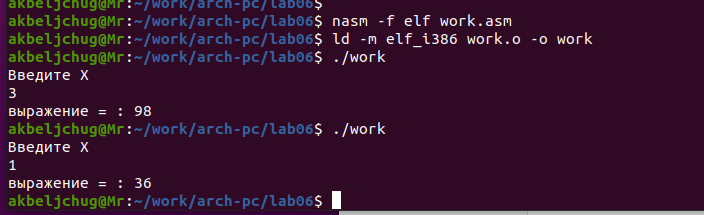 akbeljchug@Mr:~/work/arch-pc/lab06$
akbeljchug@Mr:~/work/arch-pc/lab06$ nasm -f elf work.asm
akbeljchug@Mr:~/work/arch-pc/lab06$ ld -m elf_i386 work.o -o work
akbeljchug@Mr:~/work/arch-pc/lab06$ ./work
Введите X
3
выражение = : 98
akbeljchug@Mr:~/work/arch-pc/lab06$ ./work
Введите X
1
выражение = : 36
akbeljchug@Mr:~/work/arch-pc/lab06$